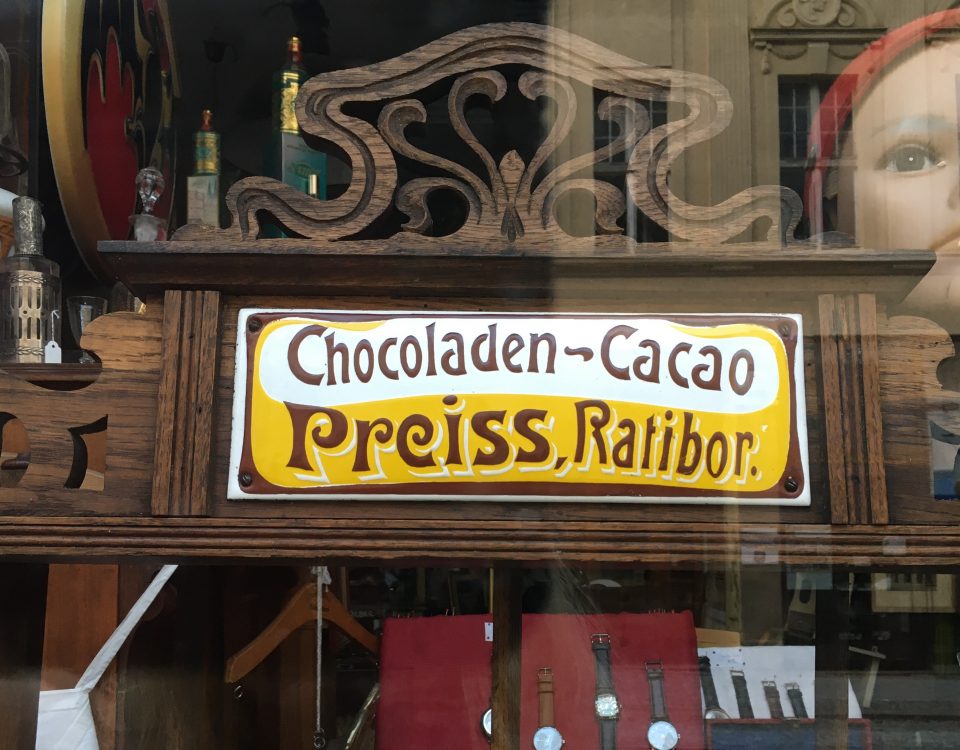 Chocoladen-Cacao
Preiss, Ratibor.